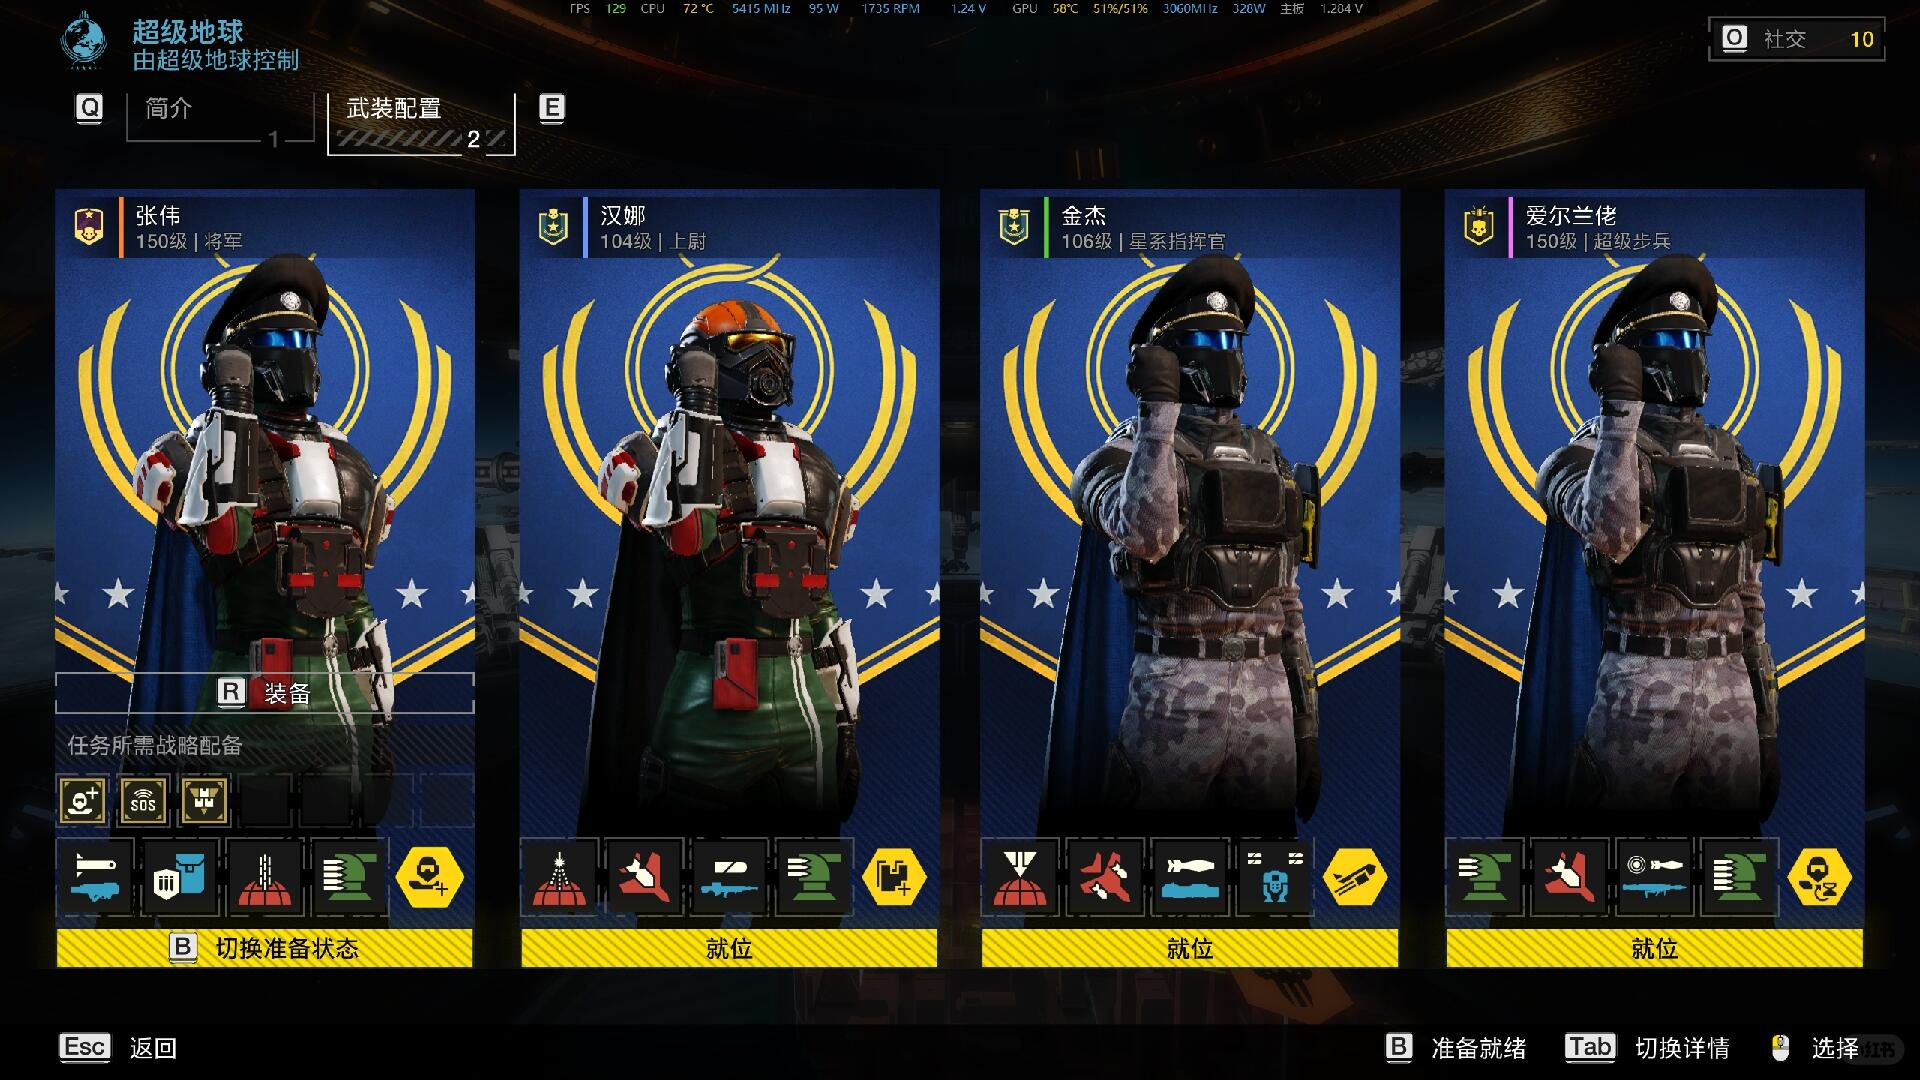 FPS 129 CPU 72 °C 5415 MHz 95 W 1735 RPM 1.24 V GPU 58°C 51%/51% 3060MHz 328W 主板 1.284 V
超级地球
由超级地球控制
O 社交 10
Q 简介 1 武装配置 2 E
张伟
150级 | 将军
汉娜
104级 | 上尉
金杰
106级 | 星系指挥官
爱尔兰佬
150级 | 超级步兵
R 装备
任务所需战略配备
SOS
B 切换准备状态
就位
就位
就位
Esc 返回
B 准备就绪 Tab 切换详情 选择